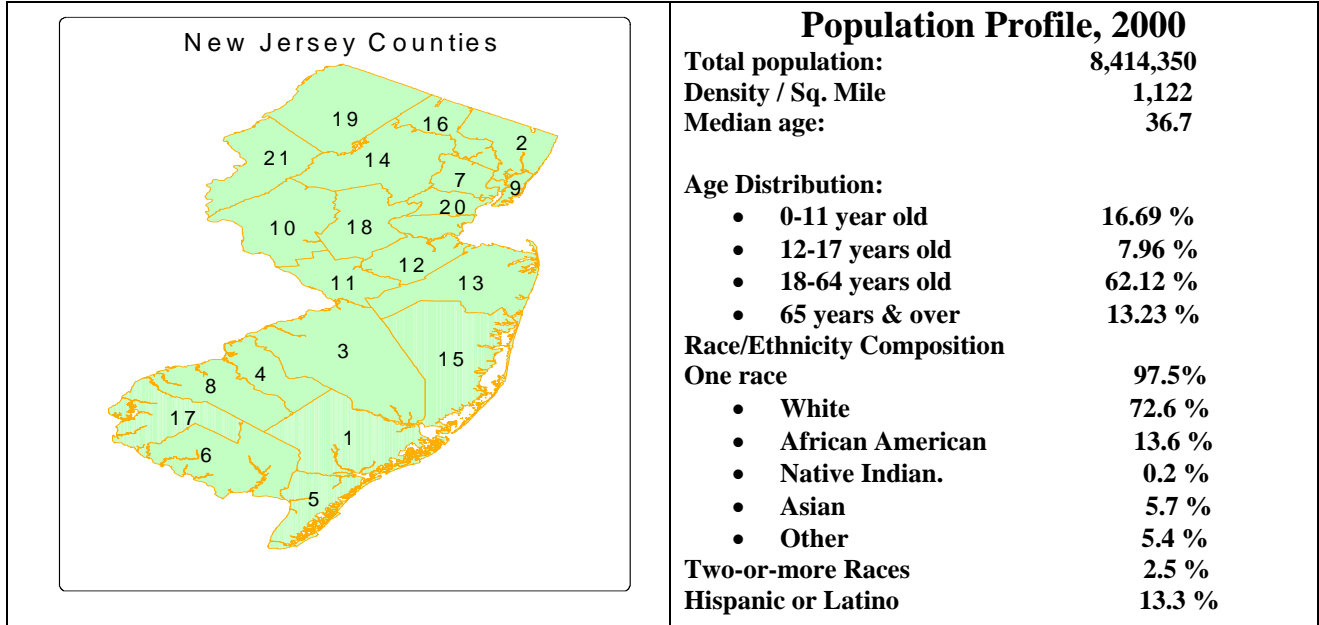 New Jersey Counties
19
16
2
21
14
7
9
20
10
18
12
11
13
3
15
4
8
17
1
6
5
Population Profile, 2000
Total population: 8,414,350
Density / Sq. Mile 1,122
Median age: 36.7
Age Distribution:
• 0-11 year old 16.69 %
• 12-17 years old 7.96 %
• 18-64 years old 62.12 %
• 65 years & over 13.23 %
Race/Ethnicity Composition
One race 97.5%
• White 72.6 %
• African American 13.6 %
• Native Indian. 0.2 %
• Asian 5.7 %
• Other 5.4 %
Two-or-more Races 2.5 %
Hispanic or Latino 13.3 %